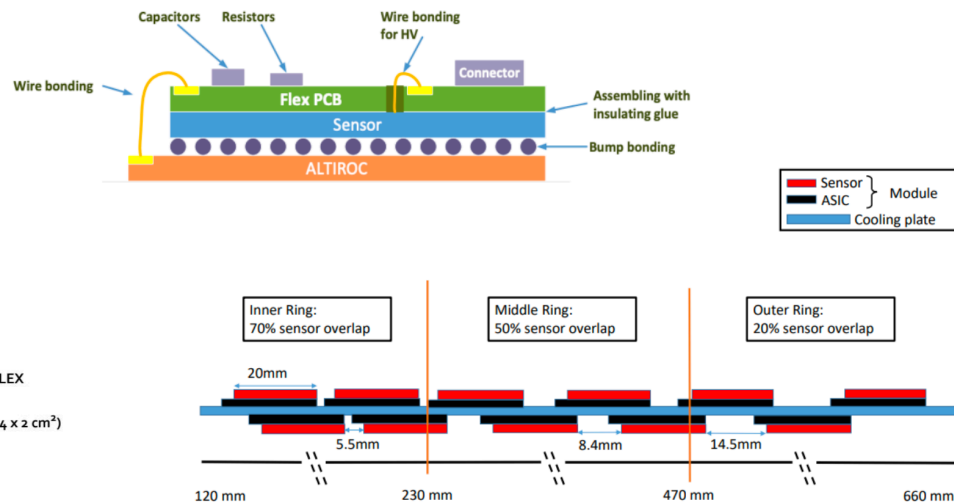 Capacitors
Resistors
Wire bonding
for HV
Connector
Wire bonding
Flex PCB
Assembling with
insulating glue
Sensor
Bump bonding
ALTIROC
Sensor
ASIC
Module
Cooling plate
Inner Ring:
70% sensor overlap
Middle Ring:
50% sensor overlap
Outer Ring:
20% sensor overlap
LEX
4 x 2 cm²)
20mm
5.5mm
8.4mm
14.5mm
120 mm
230 mm
470 mm
660 mm